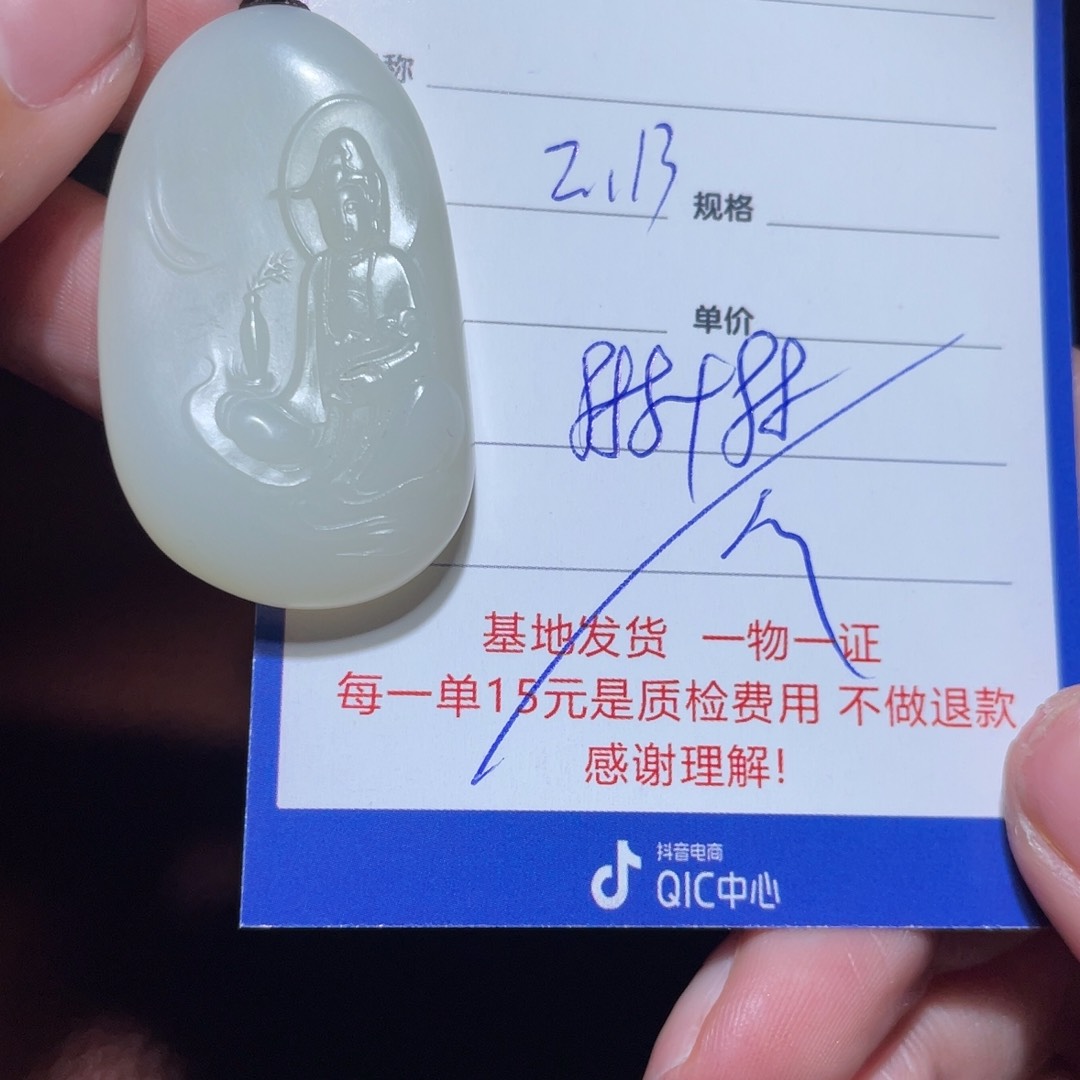 称
2.13 规格
单价
基地发货 一物一证
每一单15元是质检费用 不做退款
感谢理解!
抖音电商
QIC中心